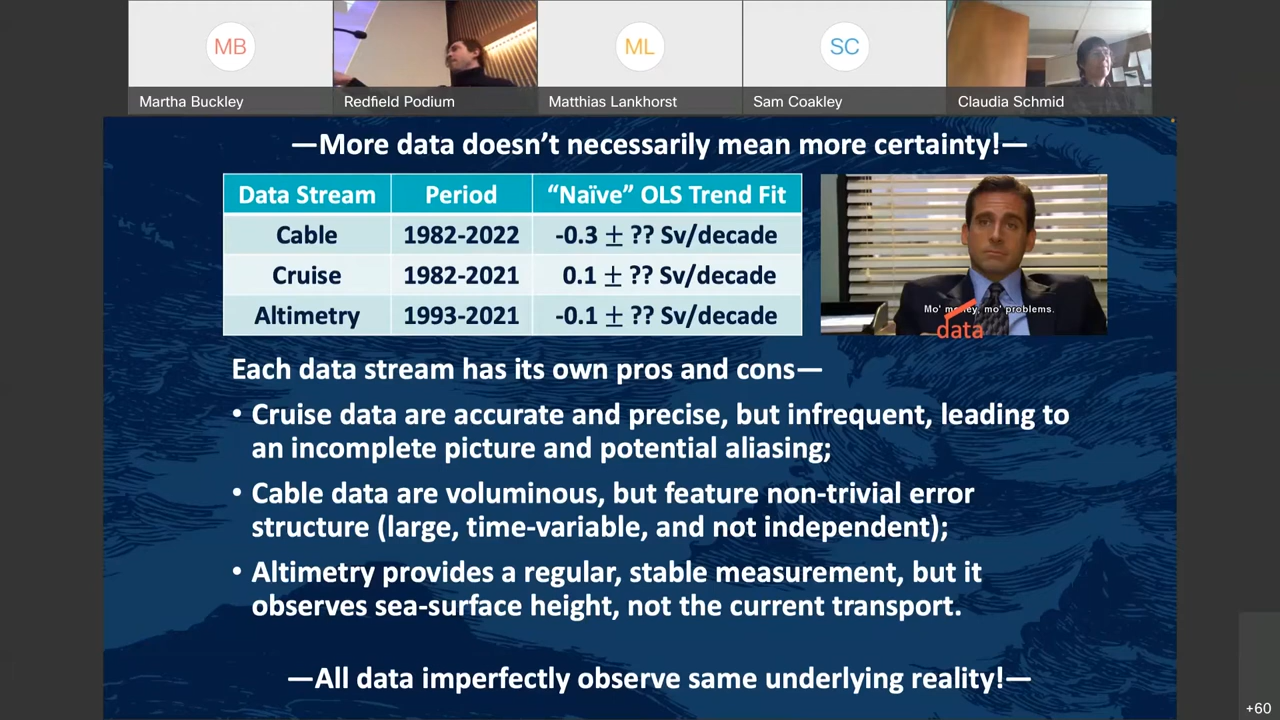 MB
ML
SC
Martha Buckley
Redfield Podium
Matthias Lankhorst
Sam Coakley
Claudia Schmid
—More data doesn’t necessarily mean more certainty!—
Data Stream Period “Naïve” OLS Trend Fit
Cable 1982-2022 -0.3 ± ?? Sv/decade
Cruise 1982-2021 0.1 ± ?? Sv/decade
Altimetry 1993-2021 -0.1 ± ?? Sv/decade
Mo' money, mo' problems.
data
Each data stream has its own pros and cons—
• Cruise data are accurate and precise, but infrequent, leading to
an incomplete picture and potential aliasing;
• Cable data are voluminous, but feature non-trivial error
structure (large, time-variable, and not independent);
• Altimetry provides a regular, stable measurement, but it
observes sea-surface height, not the current transport.
—All data imperfectly observe same underlying reality!—
+60